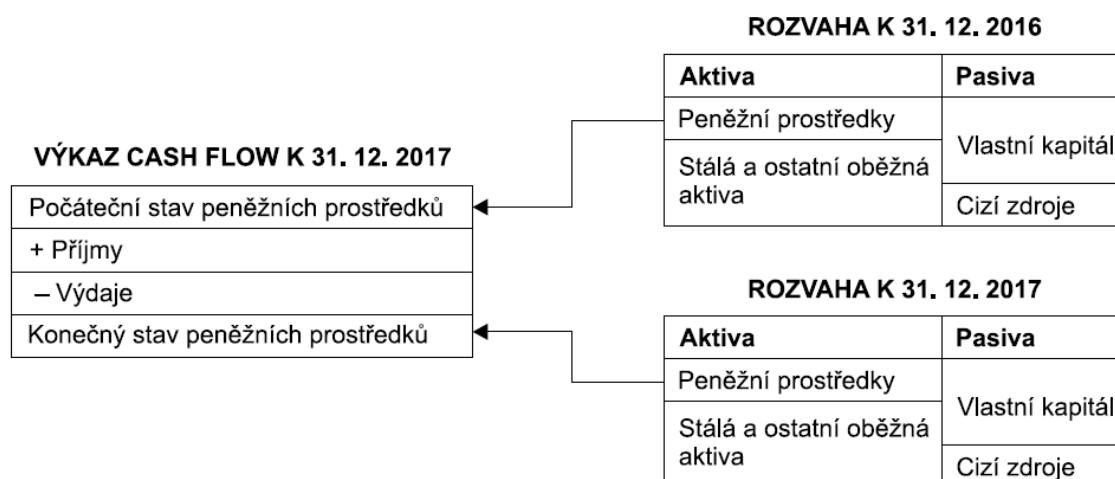 VÝKAZ CASH FLOW K 31. 12. 2017
Počáteční stav peněžních prostředků
+ Příjmy
– Výdaje
Konečný stav peněžních prostředků
ROZVAHA K 31. 12. 2016
Aktiva Pasiva
Peněžní prostředky
Vlastní kapitál
Stálá a ostatní oběžná
aktiva
Cizí zdroje
ROZVAHA K 31. 12. 2017
Aktiva Pasiva
Peněžní prostředky
Vlastní kapitál
Stálá a ostatní oběžná
aktiva
Cizí zdroje